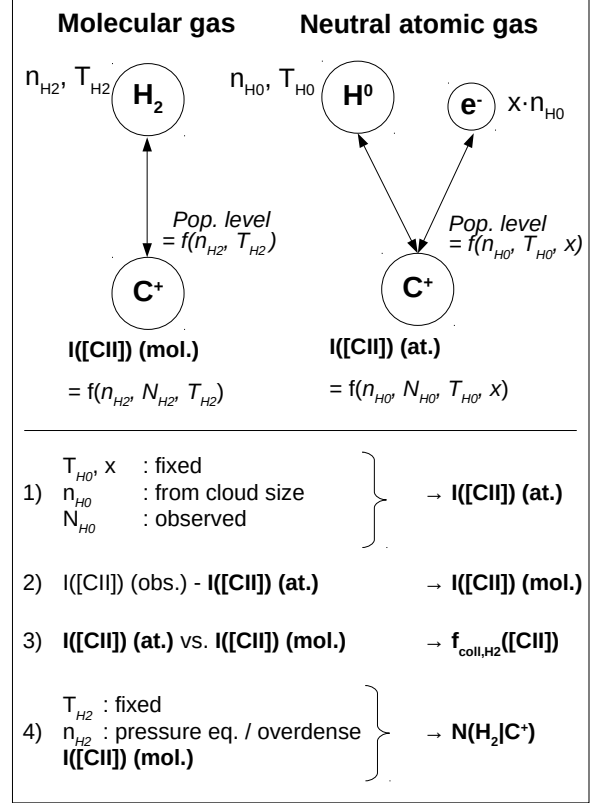 Molecular gas
Neutral atomic gas
n_H2, T_H2
H_2
n_H0, T_H0
H^0
e^-
x·n_H0
Pop. level
= f(n_H2, T_H2)
Pop. level
= f(n_H0, T_H0, x)
C^+
C^+
I([CII]) (mol.)
= f(n_H2, N_H2, T_H2)
I([CII]) (at.)
= f(n_H0, N_H0, T_H0, x)
T_H0, x : fixed
1) n_H0 : from cloud size → I([CII]) (at.)
N_H0 : observed
2) I([CII]) (obs.) - I([CII]) (at.) → I([CII]) (mol.)
3) I([CII]) (at.) vs. I([CII]) (mol.) → f_coll,H2([CII])
T_H2 : fixed
4) n_H2 : pressure eq. / overdense → N(H_2|C^+)
I([CII]) (mol.)